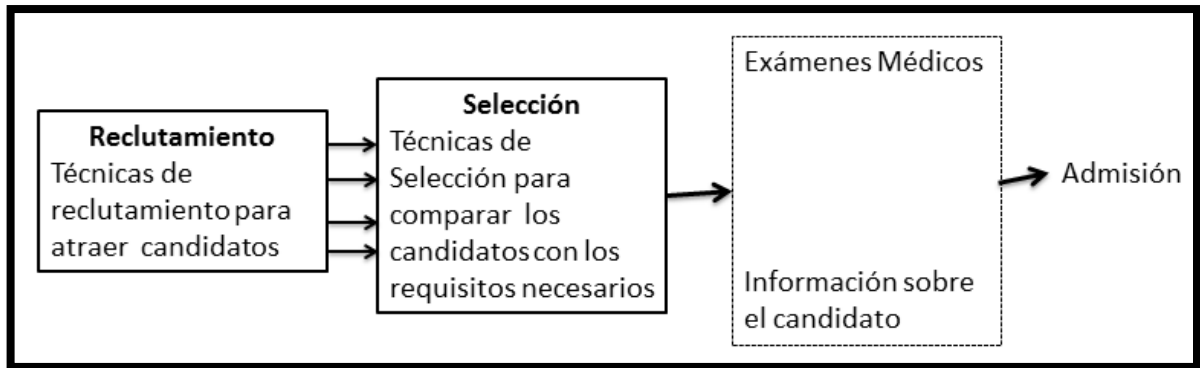 Reclutamiento
Técnicas de
reclutamiento para
atraer candidatos
Selección
Técnicas de
Selección para
comparar los
candidatos con los
requisitos necesarios
Exámenes Médicos
Información sobre
el candidato
Admisión